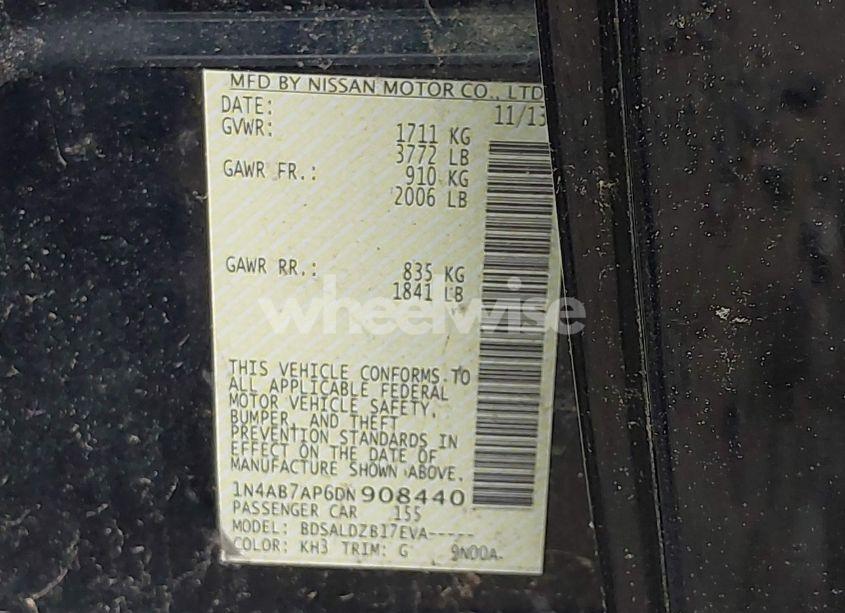 MFD BY NISSAN MOTOR CO., LTD
DATE: 11/13
GVWR: 1711 KG
3772 LB
GAWR FR.: 910 KG
2006 LB
GAWR RR.: 835 KG
1841 LB
wheelwise
THIS VEHICLE CONFORMS TO
ALL APPLICABLE FEDERAL
MOTOR VEHICLE SAFETY,
BUMPER, AND THEFT
PREVENTION STANDARDS IN
EFFECT ON THE DATE OF
MANUFACTURE SHOWN ABOVE.
1N4AB7AP6DN908440
PASSENGER CAR 155
MODEL: BDSALDZB17EVA-----
COLOR: KH3 TRIM: G 9N00A